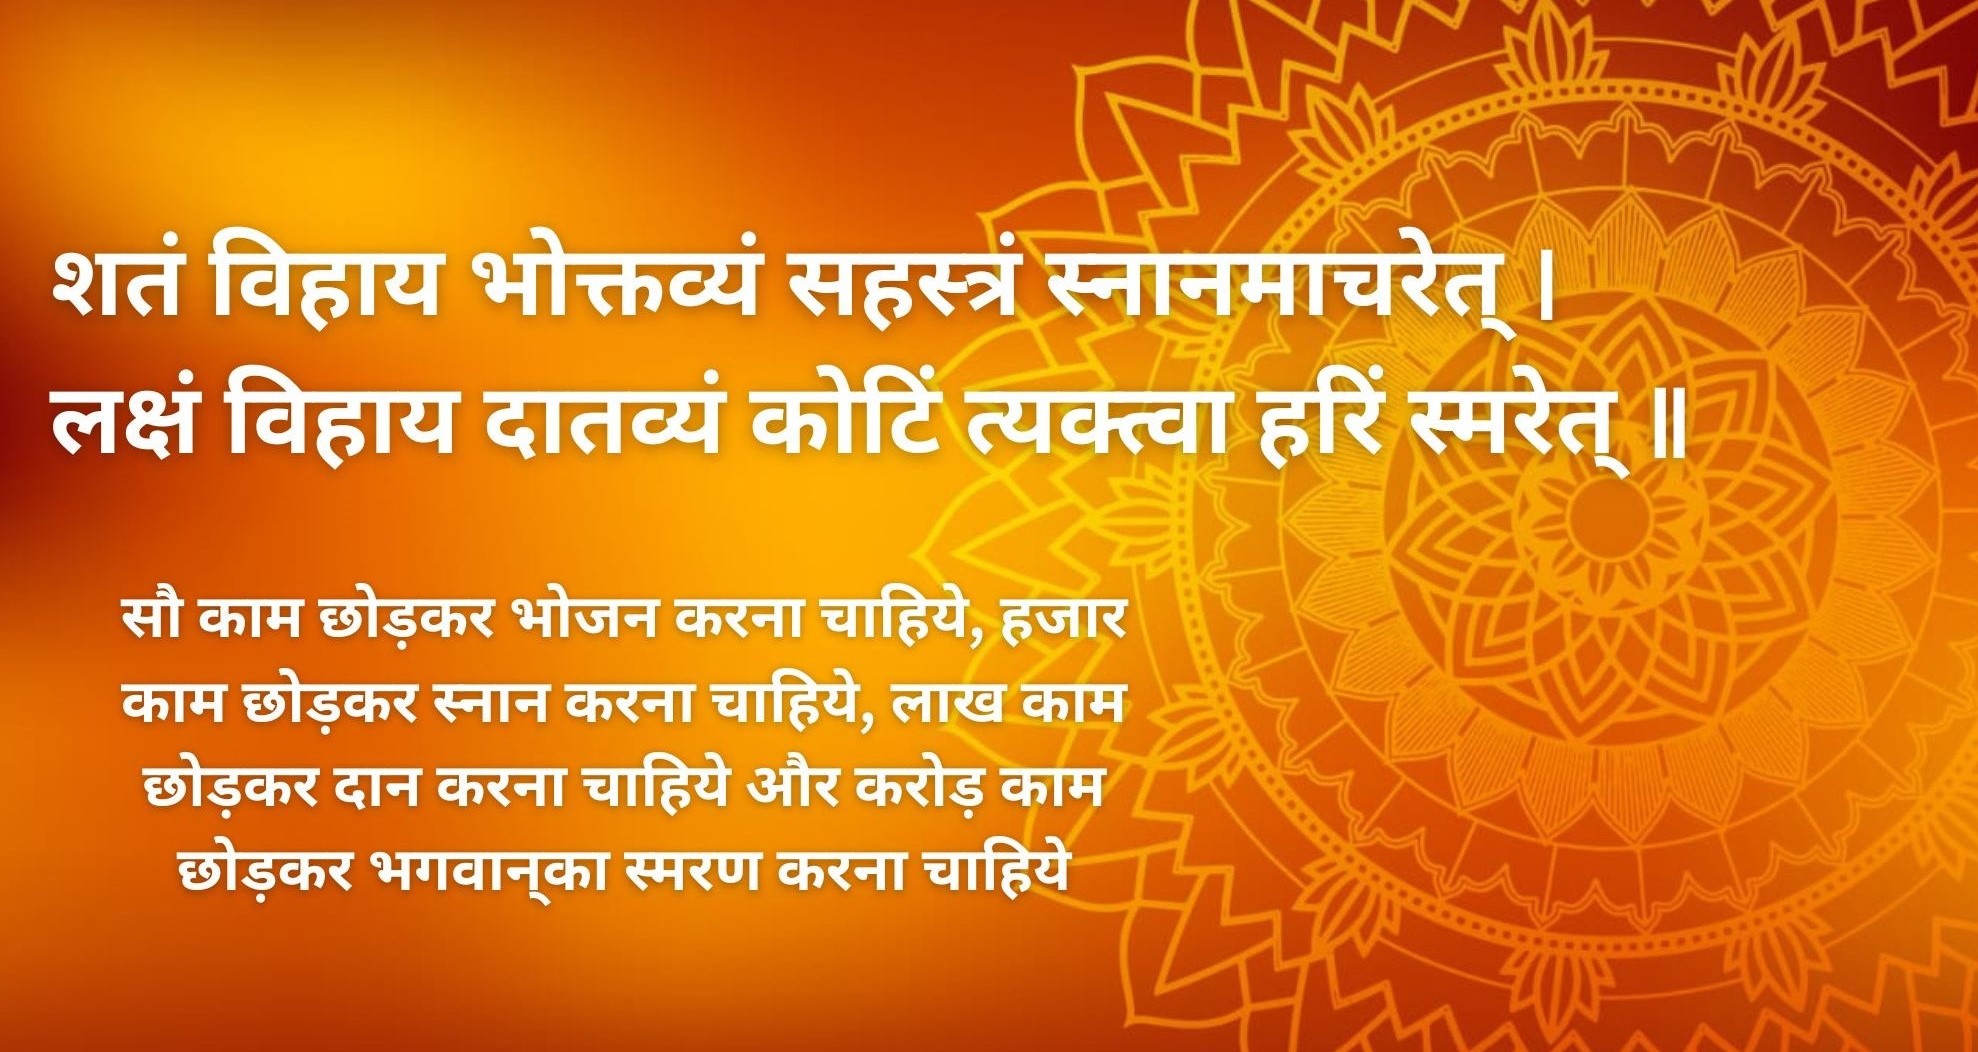 शतं विहाय भोक्तव्यं सहस्त्रं स्नानमाचरेत् ।
लक्षं विहाय दातव्यं कोटिं त्यक्त्वा हरिं स्मरेत् ॥
सौ काम छोड़कर भोजन करना चाहिये, हजार
काम छोड़कर स्नान करना चाहिये, लाख काम
छोड़कर दान करना चाहिये और करोड़ काम
छोड़कर भगवान्‌का स्मरण करना चाहिये